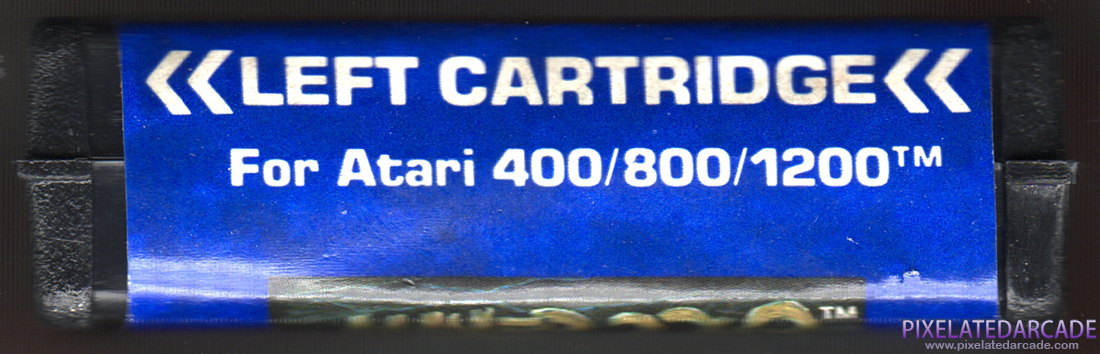 LEFT CARTRIDGE
For Atari 400/800/1200™
™
PIXELATEDARCADE
www.pixelatedarcade.com